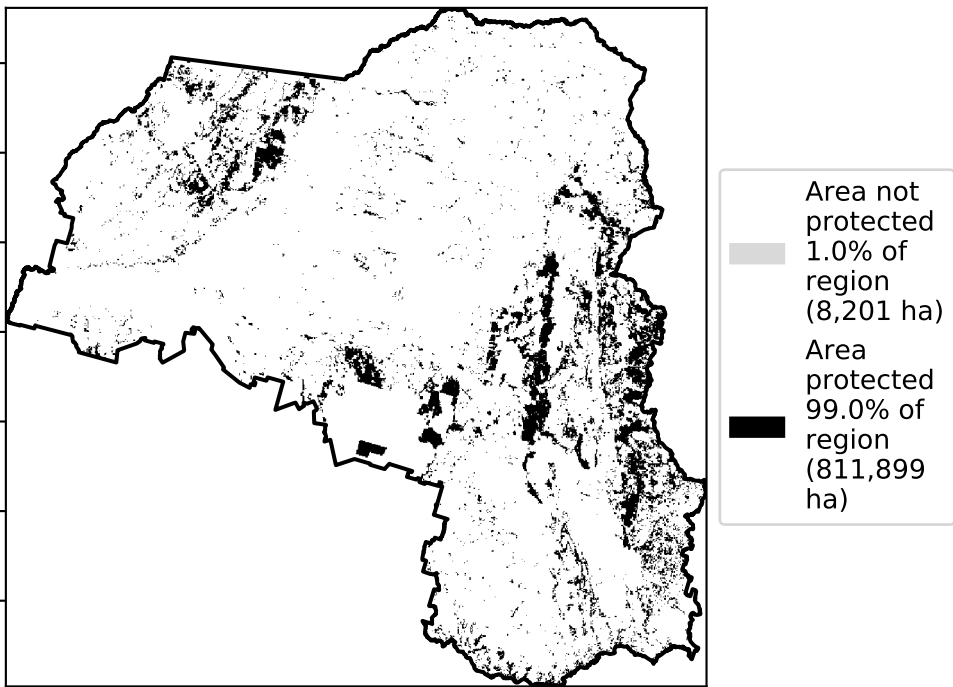 Area not
protected
1.0% of
region
(8,201 ha)
Area
protected
99.0% of
region
(811,899
ha)